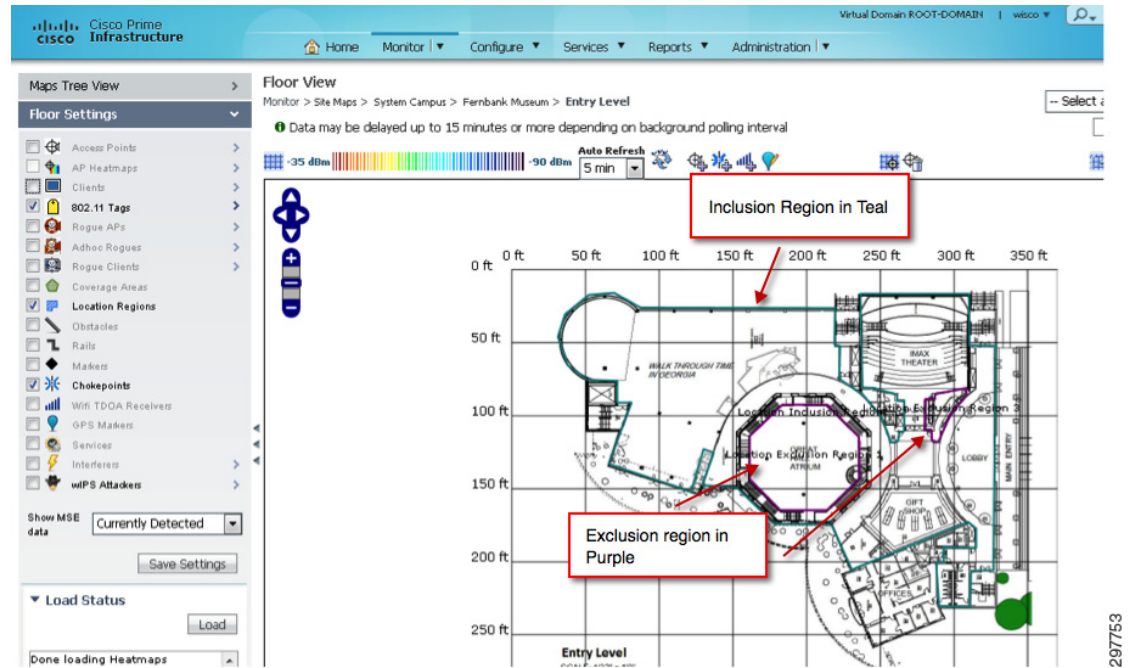 Cisco Prime
CISCO Infrastructure
Virtual Domain ROOT-DOMAIN | wisco
Home Monitor Configure Services Reports Administration
Maps Tree View
Floor Settings
Access Points
AP Heatmaps
Clients
802.11 Tags
Rogue APs
Adhoc Rogues
Rogue Clients
Coverage Areas
Location Regions
Obstacles
Rails
Markers
Chokepoints
Wifi TDOA Receivers
GPS Markers
Services
Interferers
wIPS Attackers
Show MSE data
Currently Detected
Save Settings
Load Status
Load
Done loading Heatmaps
Floor View
Monitor > Site Maps > System Campus > Fernbank Museum > Entry Level
-- Select
Data may be delayed up to 15 minutes or more depending on background polling interval
-35 dBm
-90 dBm
Auto Refresh
5 min
Inclusion Region in Teal
0 ft 50 ft 100 ft 150 ft 200 ft 250 ft 300 ft 350 ft
0 ft
50 ft
IMAX
THEATER
WALK THROUGH TIME
IN GEORGIA
100 ft
Location Inclusion Region
Location Exclusion Region 3
GREAT
Location Exclusion Region 1
ATRIUM
LOBBY
MAIN ENTRY
150 ft
GIFT
SHOP
Exclusion region in
Purple
200 ft
OFFICES
250 ft
Entry Level
297753